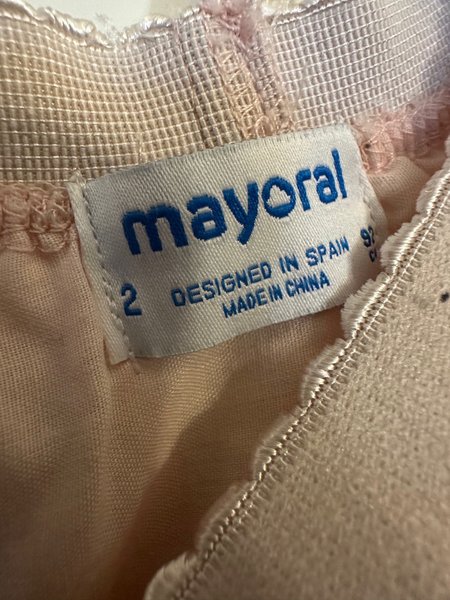 mayoral
2 DESIGNED IN SPAIN
MADE IN CHINA